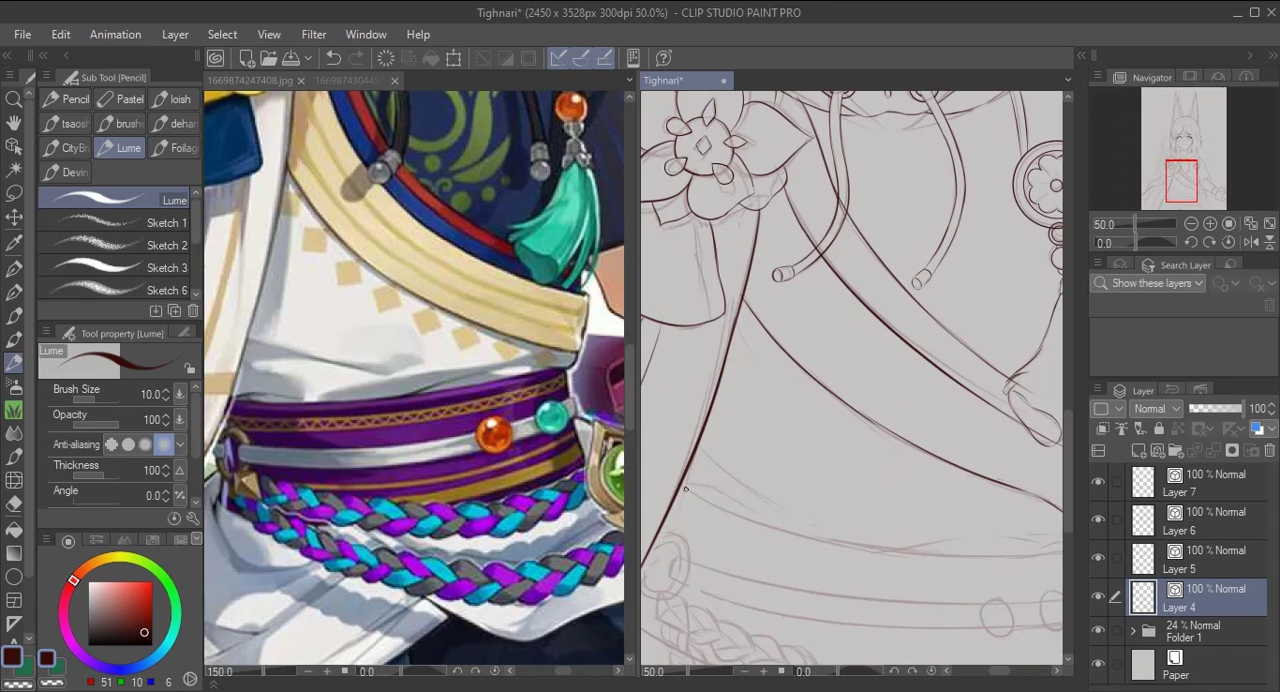 Tighnari* (2450 x 3528px 300dpi 50.0%) - CLIP STUDIO PAINT PRO
File Edit Animation Layer Select View Filter Window Help
Sub Tool [Pencil]
1669874247408.jpg
Tighnari*
Navigator
Pencil Pastel loish
brushe dehar
CityBr Lume Foliag
Devin
Lume
Sketch 1
Sketch 2
Sketch 3
Sketch 6
Tool property [Lume]
Lume
Brush Size 10.0
Opacity 100
Anti-aliasing
Thickness 100
Angle 0.0
51 10 6
150.0 0.0
50.0 0.0
50.0
0.0
Search Layer
Show these layers
Layer
Normal 100
100 % Normal
Layer 7
100 % Normal
Layer 6
100 % Normal
Layer 5
100 % Normal
Layer 4
24 % Normal
Folder 1
Paper